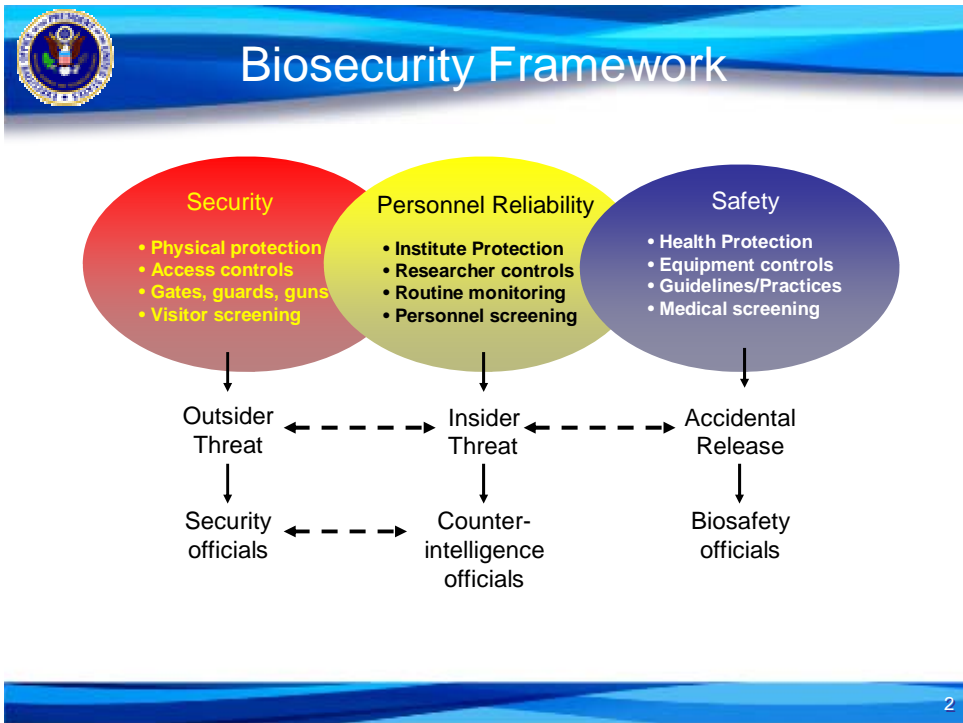 Biosecurity Framework
Security
• Physical protection
• Access controls
• Gates, guards, guns
• Visitor screening
Personnel Reliability
• Institute Protection
• Researcher controls
• Routine monitoring
• Personnel screening
Safety
• Health Protection
• Equipment controls
• Guidelines/Practices
• Medical screening
Outsider
Threat
Insider
Threat
Accidental
Release
Security
officials
Counter-
intelligence
officials
Biosafety
officials
2